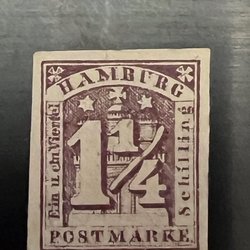 HAMBURG
Ein u. ein Viertel
1 1/4
Schilling
POSTMARKE